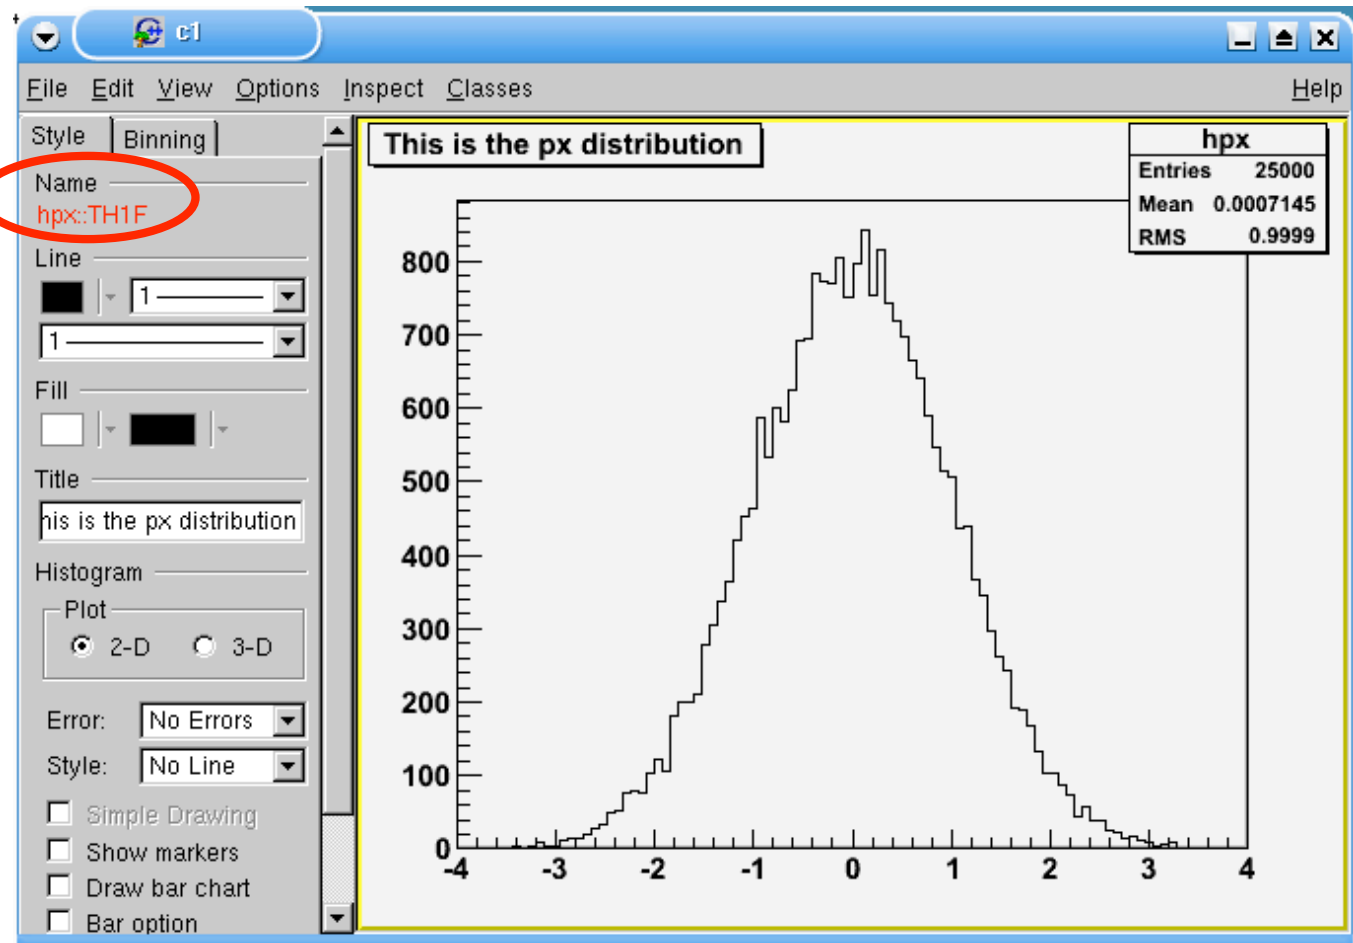 c1
File Edit View Options Inspect Classes Help
Style Binning
Name
hpx::TH1F
Line
1
1
Fill
Title
his is the px distribution
Histogram
Plot
2-D 3-D
Error: No Errors
Style: No Line
Simple Drawing
Show markers
Draw bar chart
Bar option
This is the px distribution
hpx
Entries 25000
Mean 0.0007145
RMS 0.9999
800
700
600
500
400
300
200
100
0
-4 -3 -2 -1 0 1 2 3 4